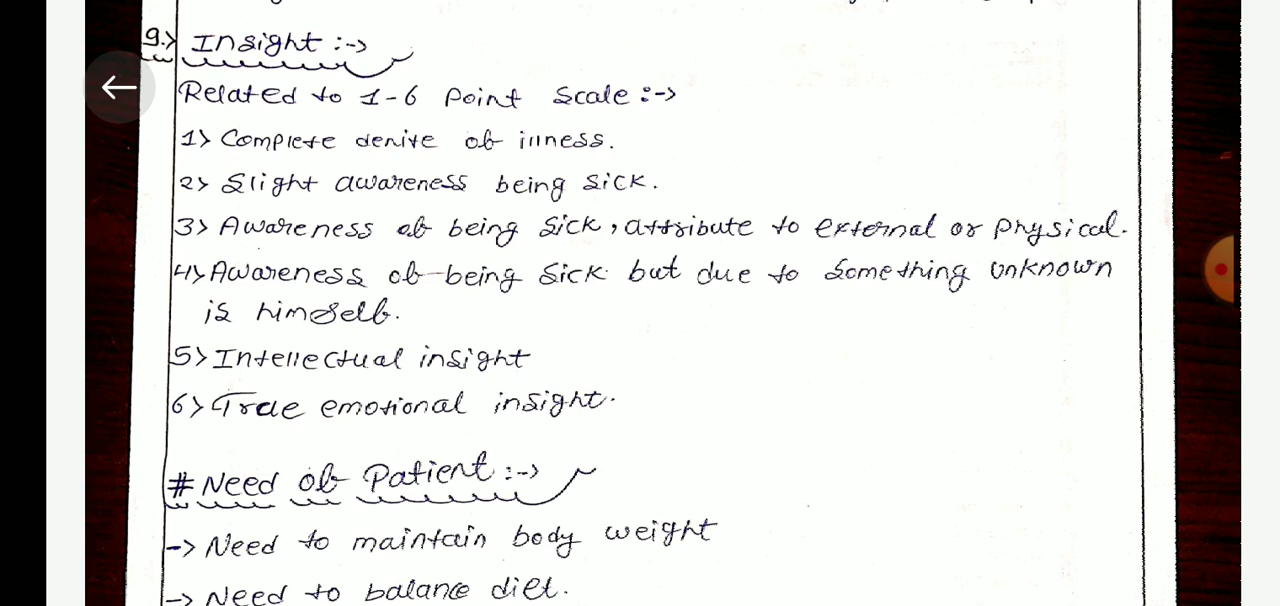 9.> Insight :->
Related to 1-6 Point Scale :->
1> Complete denite of illness.
2> Slight awareness being sick.
3> Awareness of being sick, attribute to external or physical.
4> Awareness of being sick but due to something unknown
is himself.
5> Intellectual insight
6> True emotional insight.
# Need of Patient :->
-> Need to maintain body weight
-> Need to balance diet.